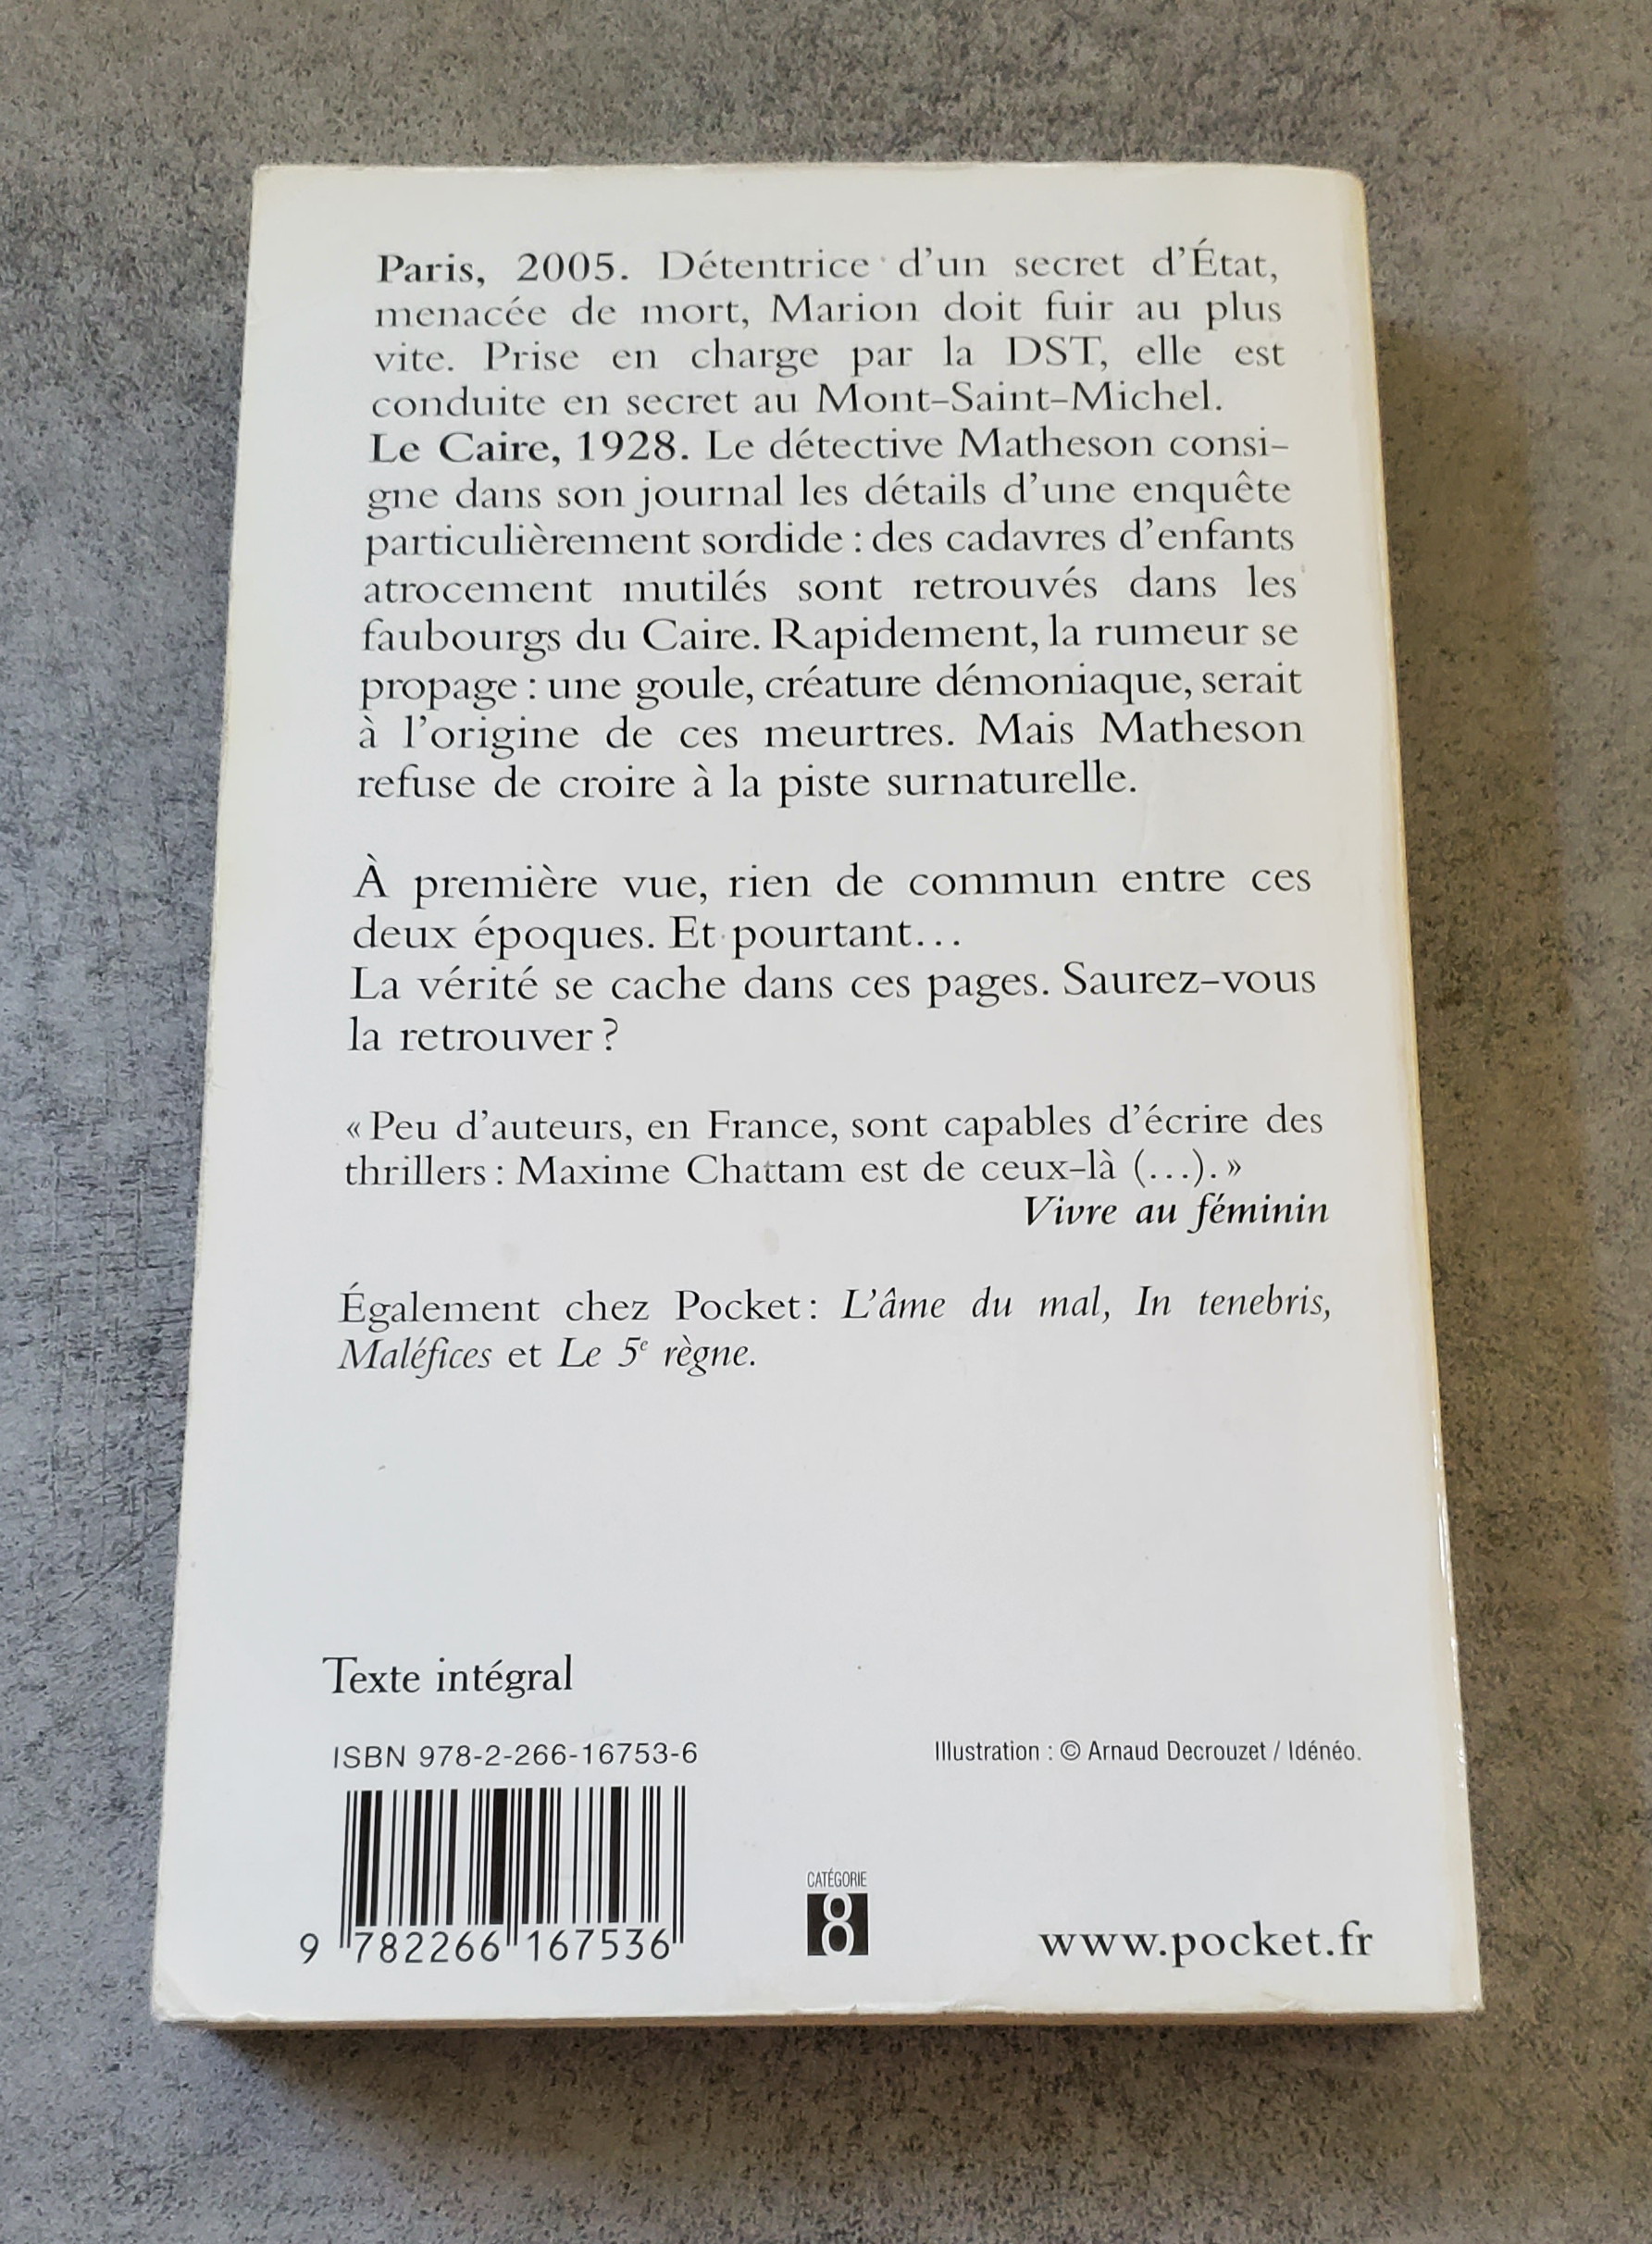 Paris, 2005. Détentrice d'un secret d'État,
menacée de mort, Marion doit fuir au plus
vite. Prise en charge par la DST, elle est
conduite en secret au Mont-Saint-Michel.
Le Caire, 1928. Le détective Matheson consi-
gne dans son journal les détails d'une enquête
particulièrement sordide : des cadavres d'enfants
atrocement mutilés sont retrouvés dans les
faubourgs du Caire. Rapidement, la rumeur se
propage : une goule, créature démoniaque, serait
à l'origine de ces meurtres. Mais Matheson
refuse de croire à la piste surnaturelle.
À première vue, rien de commun entre ces
deux époques. Et pourtant…
La vérité se cache dans ces pages. Saurez-vous
la retrouver ?
« Peu d'auteurs, en France, sont capables d'écrire des
thrillers : Maxime Chattam est de ceux-là (…). »
Vivre au féminin
Également chez Pocket : L'âme du mal, In tenebris,
Maléfices et Le 5e règne.
Texte intégral
ISBN 978-2-266-16753-6
Illustration : © Arnaud Decrouzet / Idénéo.
9 782266 167536
CATÉGORIE
8
www.pocket.fr